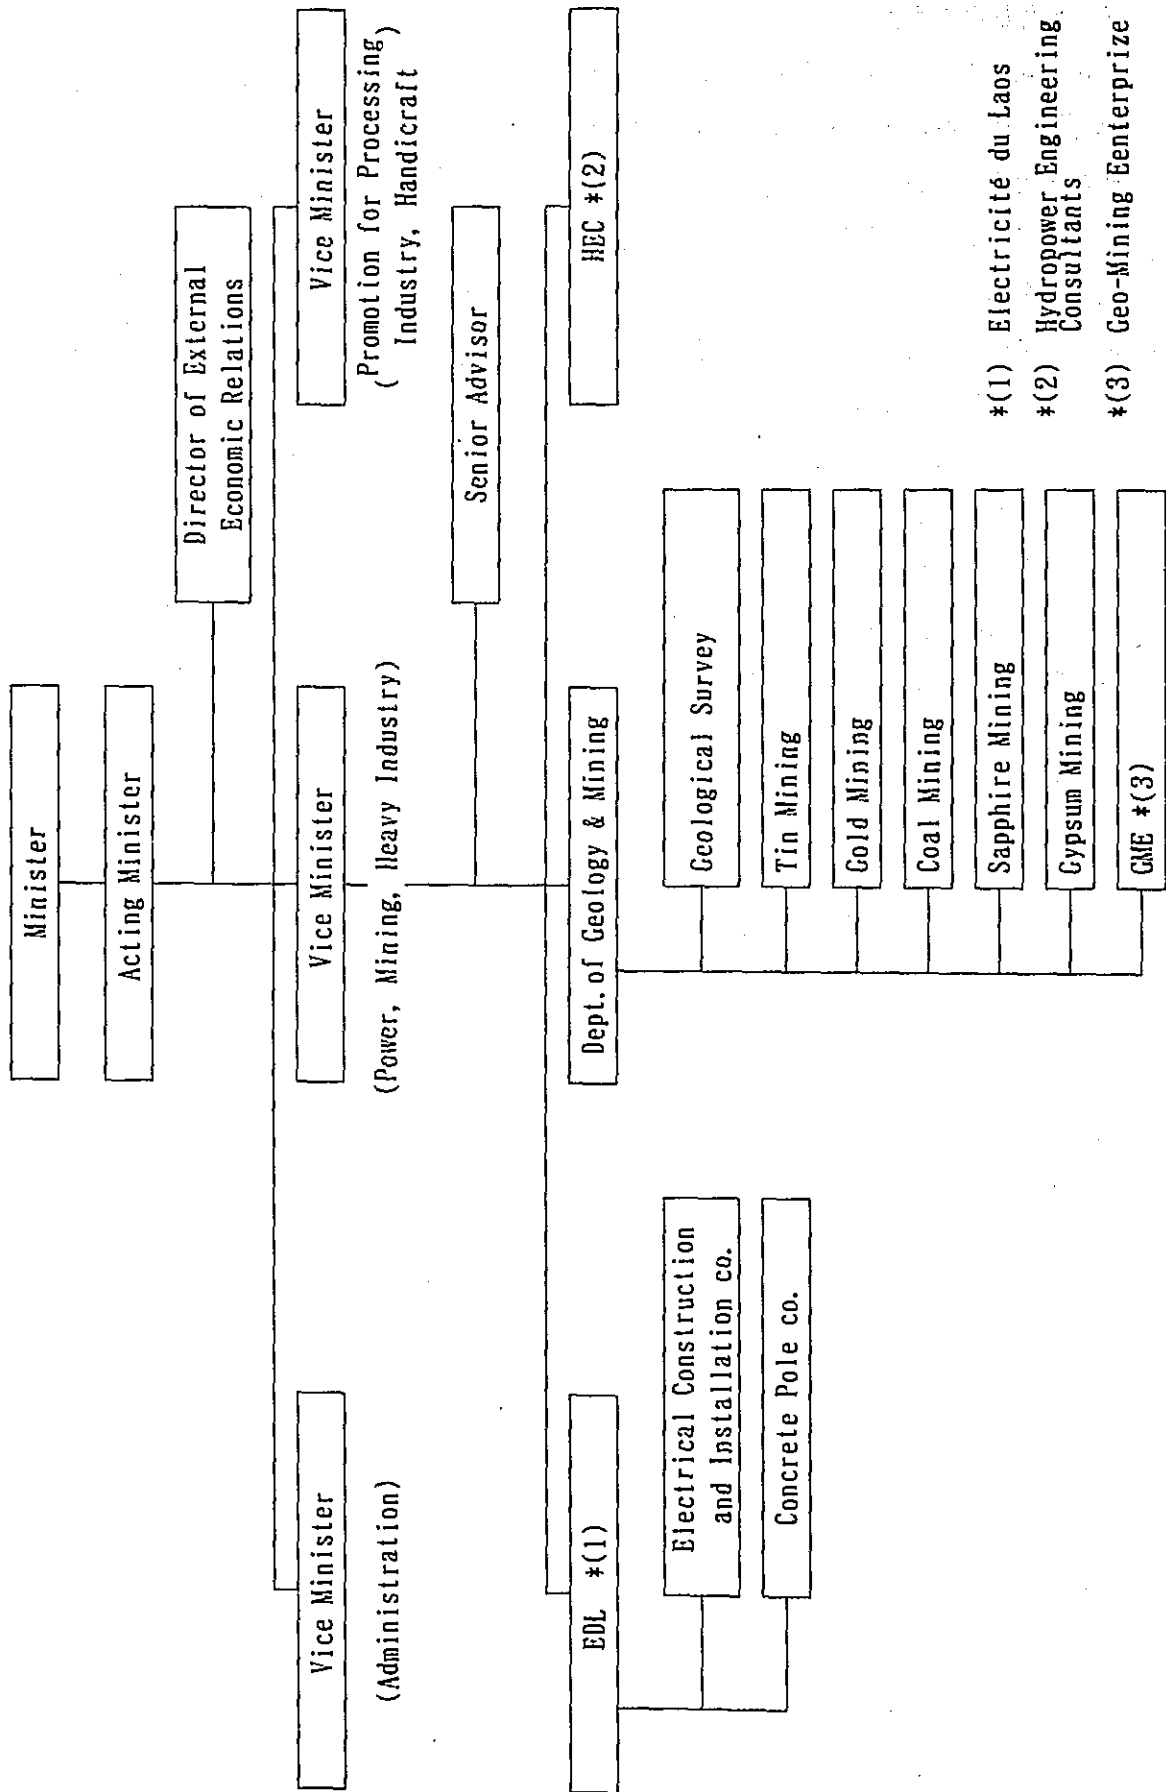 Minister
Acting Minister
Director of External
Economic Relations
Vice Minister
(Administration)
Vice Minister
(Power, Mining, Heavy Industry)
Vice Minister
(Promotion for Processing
Industry, Handicraft)
Senior Advisor
EDL *(1)
Dept. of Geology & Mining
HEC *(2)
Electrical Construction
and Installation co.
Concrete Pole co.
Geological Survey
Tin Mining
Gold Mining
Coal Mining
Sapphire Mining
Gypsum Mining
GME *(3)
*(1) Electricité du Laos
*(2) Hydropower Engineering
Consultants
*(3) Geo-Mining Eenterprize